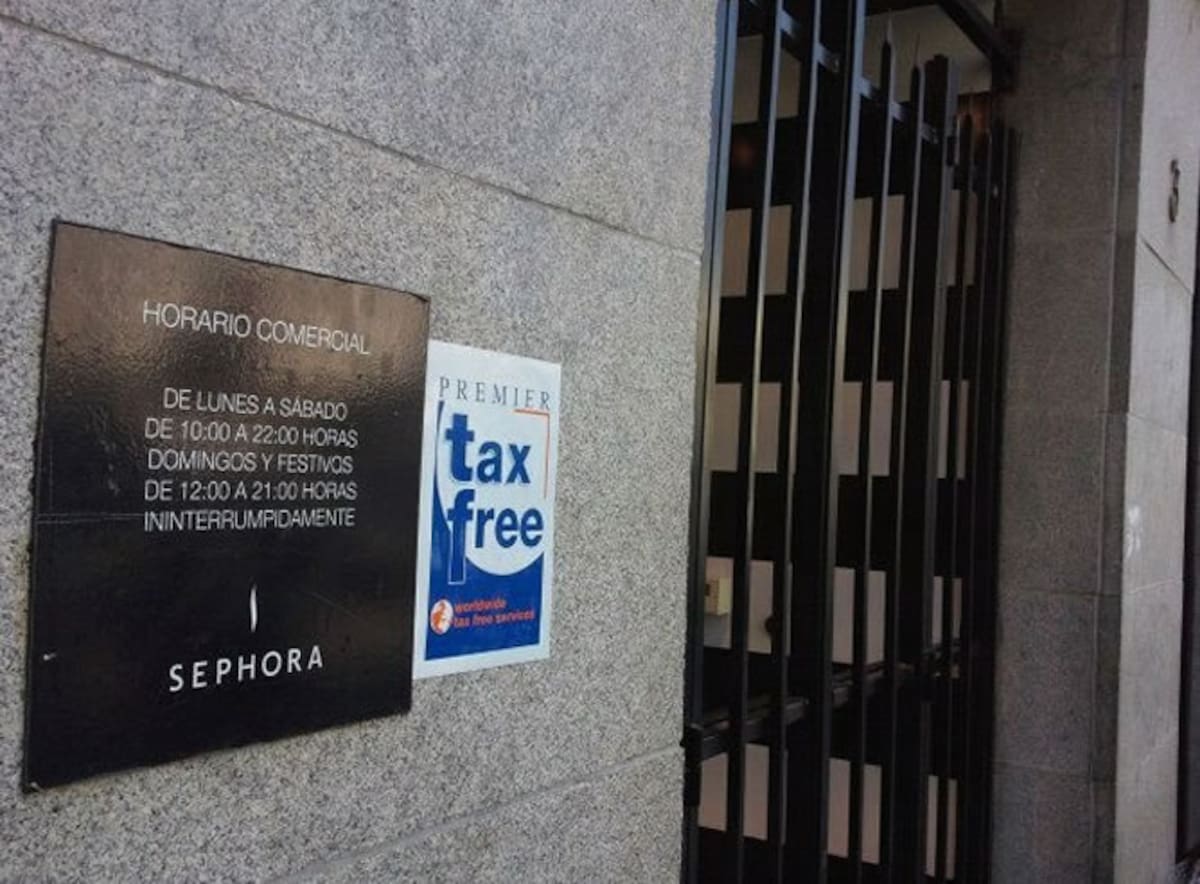 HORARIO COMERCIAL
DE LUNES A SÁBADO
DE 10:00 A 22:00 HORAS
DOMINGOS Y FESTIVOS
DE 12:00 A 21:00 HORAS
ININTERRUMPIDAMENTE
SEPHORA
PREMIER
tax
free
worldwide
tax free services
3